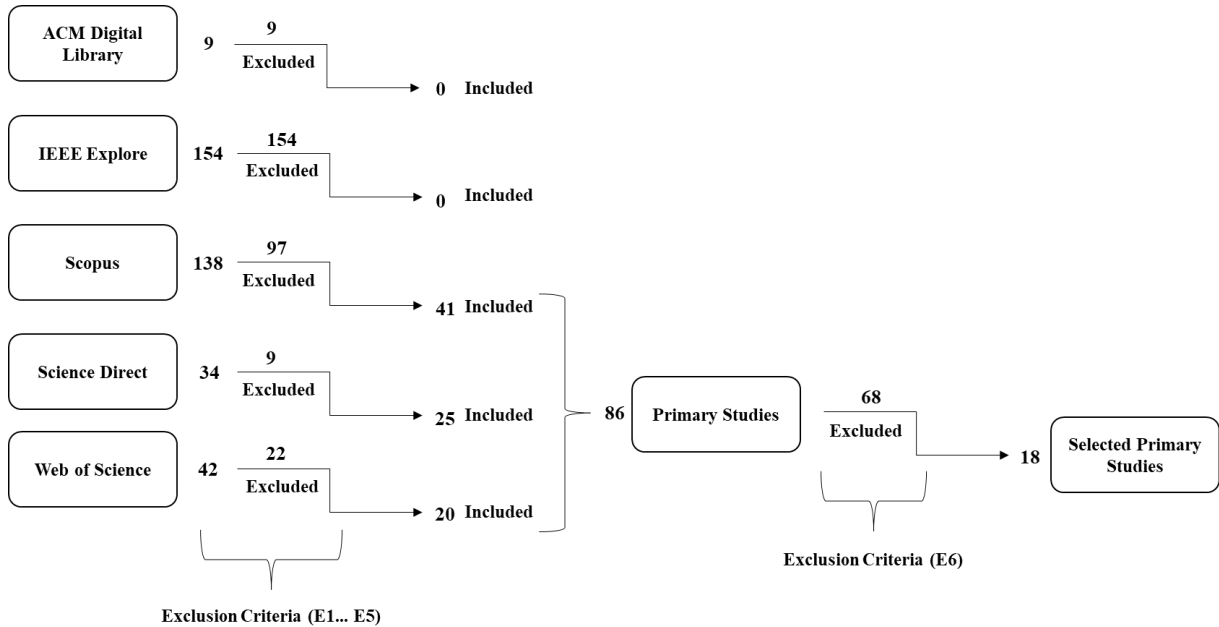 ACM Digital
Library
9
9
Excluded
0 Included
IEEE Explore
154
154
Excluded
0 Included
Scopus
138
97
Excluded
41 Included
Science Direct
34
9
Excluded
25 Included
Web of Science
42
22
Excluded
20 Included
Exclusion Criteria (E1... E5)
86
Primary Studies
68
Excluded
Exclusion Criteria (E6)
18
Selected Primary
Studies